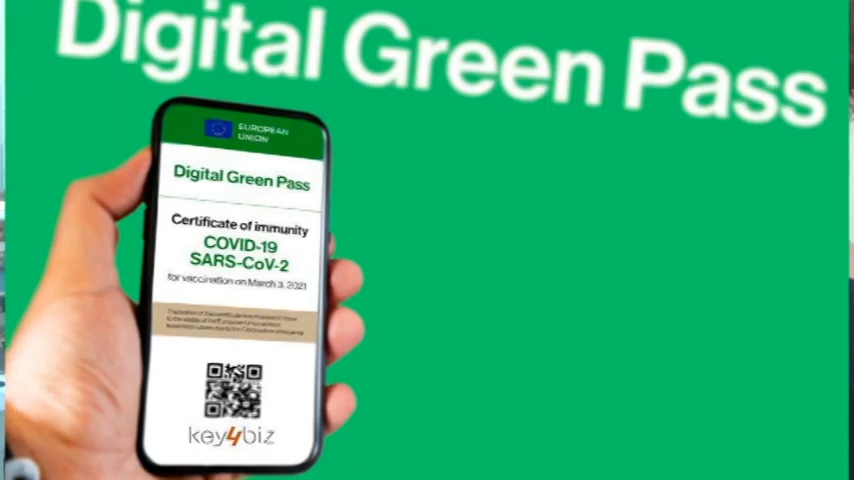 Digital Green Pass
EUROPEAN
UNION
Digital Green Pass
Certificate of immunity
COVID-19
SARS-CoV-2
for vaccination on March 3, 2021
key4biz